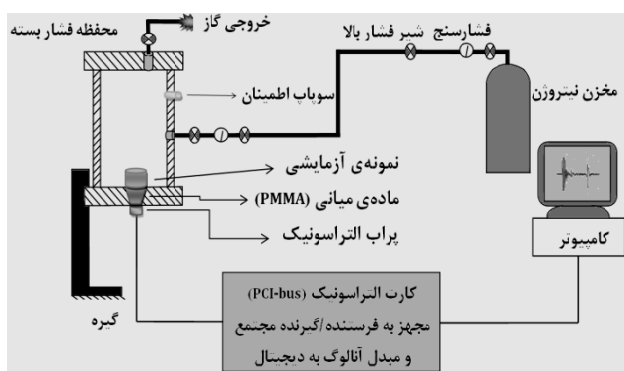 خروجی گاز
محفظه فشار بسته
فشارسنج
شیر فشار بالا
سوپاپ اطمینان
مخزن نیتروژن
نمونه‌ی آزمایشی
ماده‌ی میانی (PMMA)
پراب التراسونیک
کامپیوتر
گیره
کارت التراسونیک (PCI-bus)
مجهز به فرستنده/گیرنده مجتمع
و مبدل آنالوگ به دیجیتال